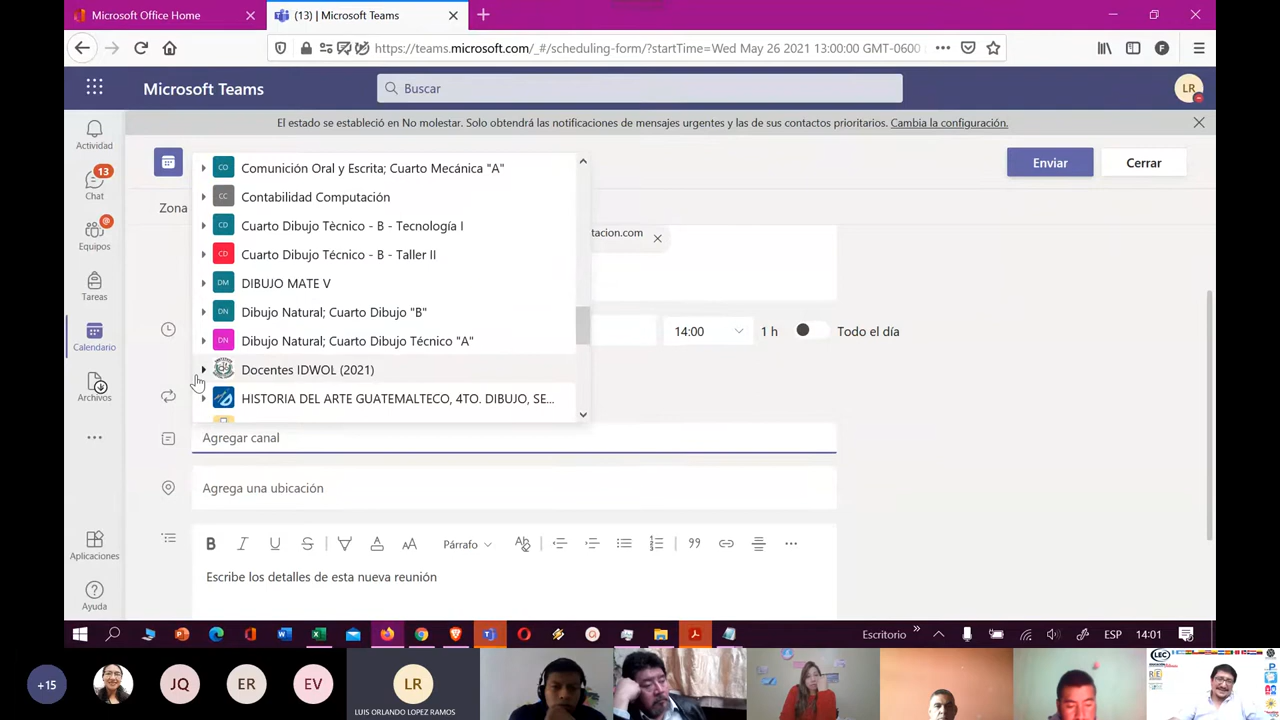 Microsoft Office Home
(13) | Microsoft Teams
https://teams.microsoft.com/_#/scheduling-form/?startTime=Wed May 26 2021 13:00:00 GMT-0600
F
Microsoft Teams
Buscar
LR
El estado se estableció en No molestar. Solo obtendrá las notificaciones de mensajes urgentes y las de sus contactos prioritarios. Cambia la configuración.
Actividad
13
Chat
@
Equipos
Tareas
Calendario
Archivos
Aplicaciones
Ayuda
Enviar
Cerrar
Zona
CO Comunición Oral y Escrita; Cuarto Mecánica "A"
CC Contabilidad Computación
CD Cuarto Dibujo Tècnico - B - Tecnología I
CD Cuarto Dibujo Técnico - B - Taller II
DM DIBUJO MATE V
DN Dibujo Natural; Cuarto Dibujo "B"
DN Dibujo Natural; Cuarto Dibujo Técnico "A"
Docentes IDWOL (2021)
HISTORIA DEL ARTE GUATEMALTECO, 4TO. DIBUJO, SE...
tacion.com
14:00
1 h
Todo el día
Agregar canal
Agrega una ubicación
B I U S A AA Párrafo
Escribe los detalles de esta nueva reunión
Escritorio
ESP
14:01
+15
JQ
ER
EV
LR
LUIS ORLANDO LOPEZ RAMOS
LEC